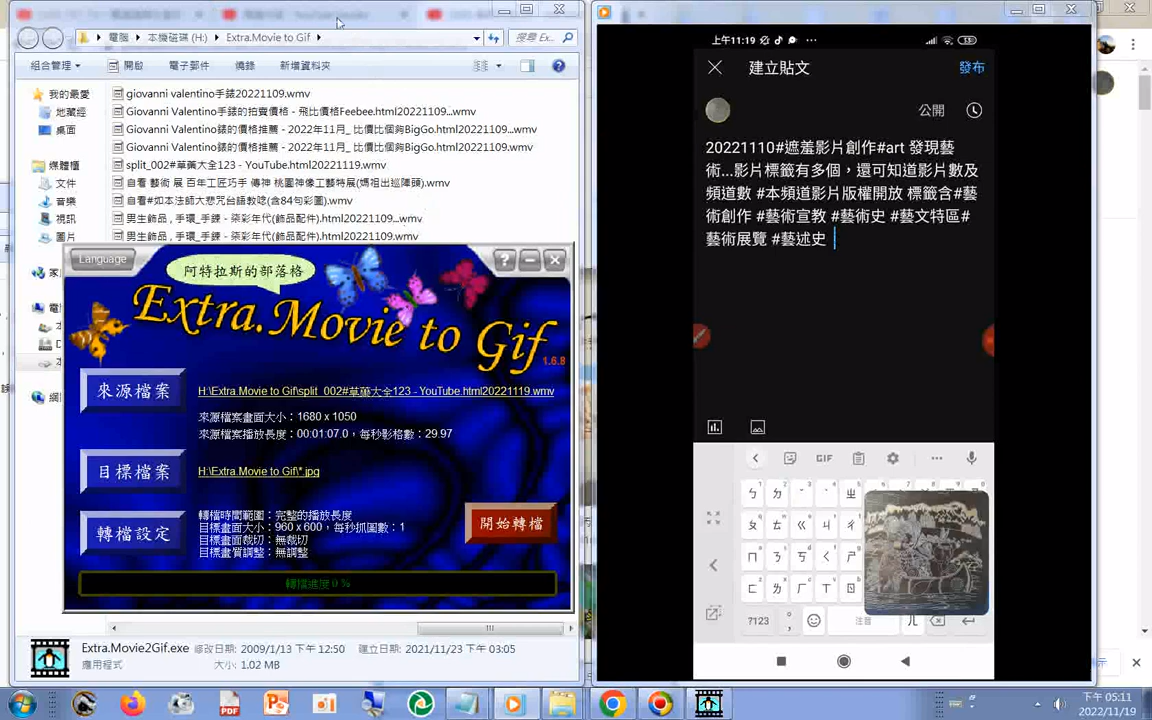 電腦 ▸ 本機磁碟 (H:) ▸ Extra.Movie to Gif ▸
搜尋 Ex...
組合管理 開啟 電子郵件 燒錄 新增資料夾
我的最愛
地藏經
桌面
媒體櫃
文件
音樂
視訊
圖片
giovanni valentino手錶20221109.wmv
Giovanni Valentino手錶的拍賣價格 - 飛比價格Feebee.html20221109...wmv
Giovanni Valentino錶的價格推薦 - 2022年11月_ 比價比個夠BigGo.html20221109...wmv
Giovanni Valentino錶的價格推薦 - 2022年11月_ 比價比個夠BigGo.html20221109.wmv
split_002#草藥大全123 - YouTube.html20221119.wmv
自看 藝術 展 百年工匠巧手 傳神 桃園神像工藝特展(媽祖出巡陣頭).wmv
自看#如本法師大悲咒台語教唸(含84句彩圖).wmv
男生飾品 , 手環_手鍊 - 柒彩年代(飾品配件).html20221109...wmv
男生飾品 , 手環_手鍊 - 柒彩年代(飾品配件).html20221109.wmv
Language
阿特拉斯的部落格
Extra.Movie to Gif
1.6.8
來源檔案
H:\Extra.Movie to Gif\split_002#草藥大全123 - YouTube.html20221119.wmv
來源檔案畫面大小：1680 x 1050
來源檔案播放長度：00:01:07.0，每秒影格數：29.97
目標檔案
H:\Extra.Movie to Gif\*.jpg
轉檔設定
轉檔時間範圍：完整的播放長度
目標畫面大小：960 x 600，每秒抓圖數：1
目標畫面裁切：無裁切
目標畫質調整：無調整
開始轉檔
轉檔進度 0 %
Extra.Movie2Gif.exe 修改日期: 2009/1/13 下午 12:50 建立日期: 2021/11/23 下午 03:05
應用程式 大小: 1.02 MB
上午11:19
建立貼文 發布
公開
20221110#遮羞影片創作#art 發現藝
術...影片標籤有多個，還可知道影片數及
頻道數 #本頻道影片版權開放 標籤含#藝
術創作 #藝術宣教 #藝術史 #藝文特區#
藝術展覽 #藝述史
GIF
ㄅ ㄉ ˇ ˋ ㄓ
ㄆ ㄊ ㄍ ㄐ ㄔ
ㄇ ㄋ ㄎ ㄑ ㄕ
ㄈ ㄌ ㄏ ㄒ ㄖ
?123 注音 ㄦ
下午 05:11
2022/11/19